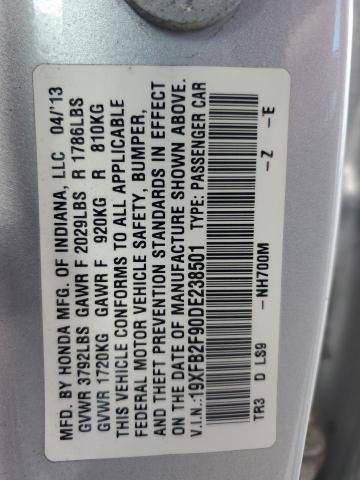 MFD. BY HONDA MFG. OF INDIANA, LLC 04/'13
GVWR 3792LBS GAWR F 2029LBS R 1786LBS
GVWR 1720KG GAWR F 920KG R 810KG
THIS VEHICLE CONFORMS TO ALL APPLICABLE
FEDERAL MOTOR VEHICLE SAFETY, BUMPER,
AND THEFT PREVENTION STANDARDS IN EFFECT
ON THE DATE OF MANUFACTURE SHOWN ABOVE.
V.I.N.:19XFB2F90DE238501 TYPE: PASSENGER CAR
NH700M Z E
TR3 D LS9